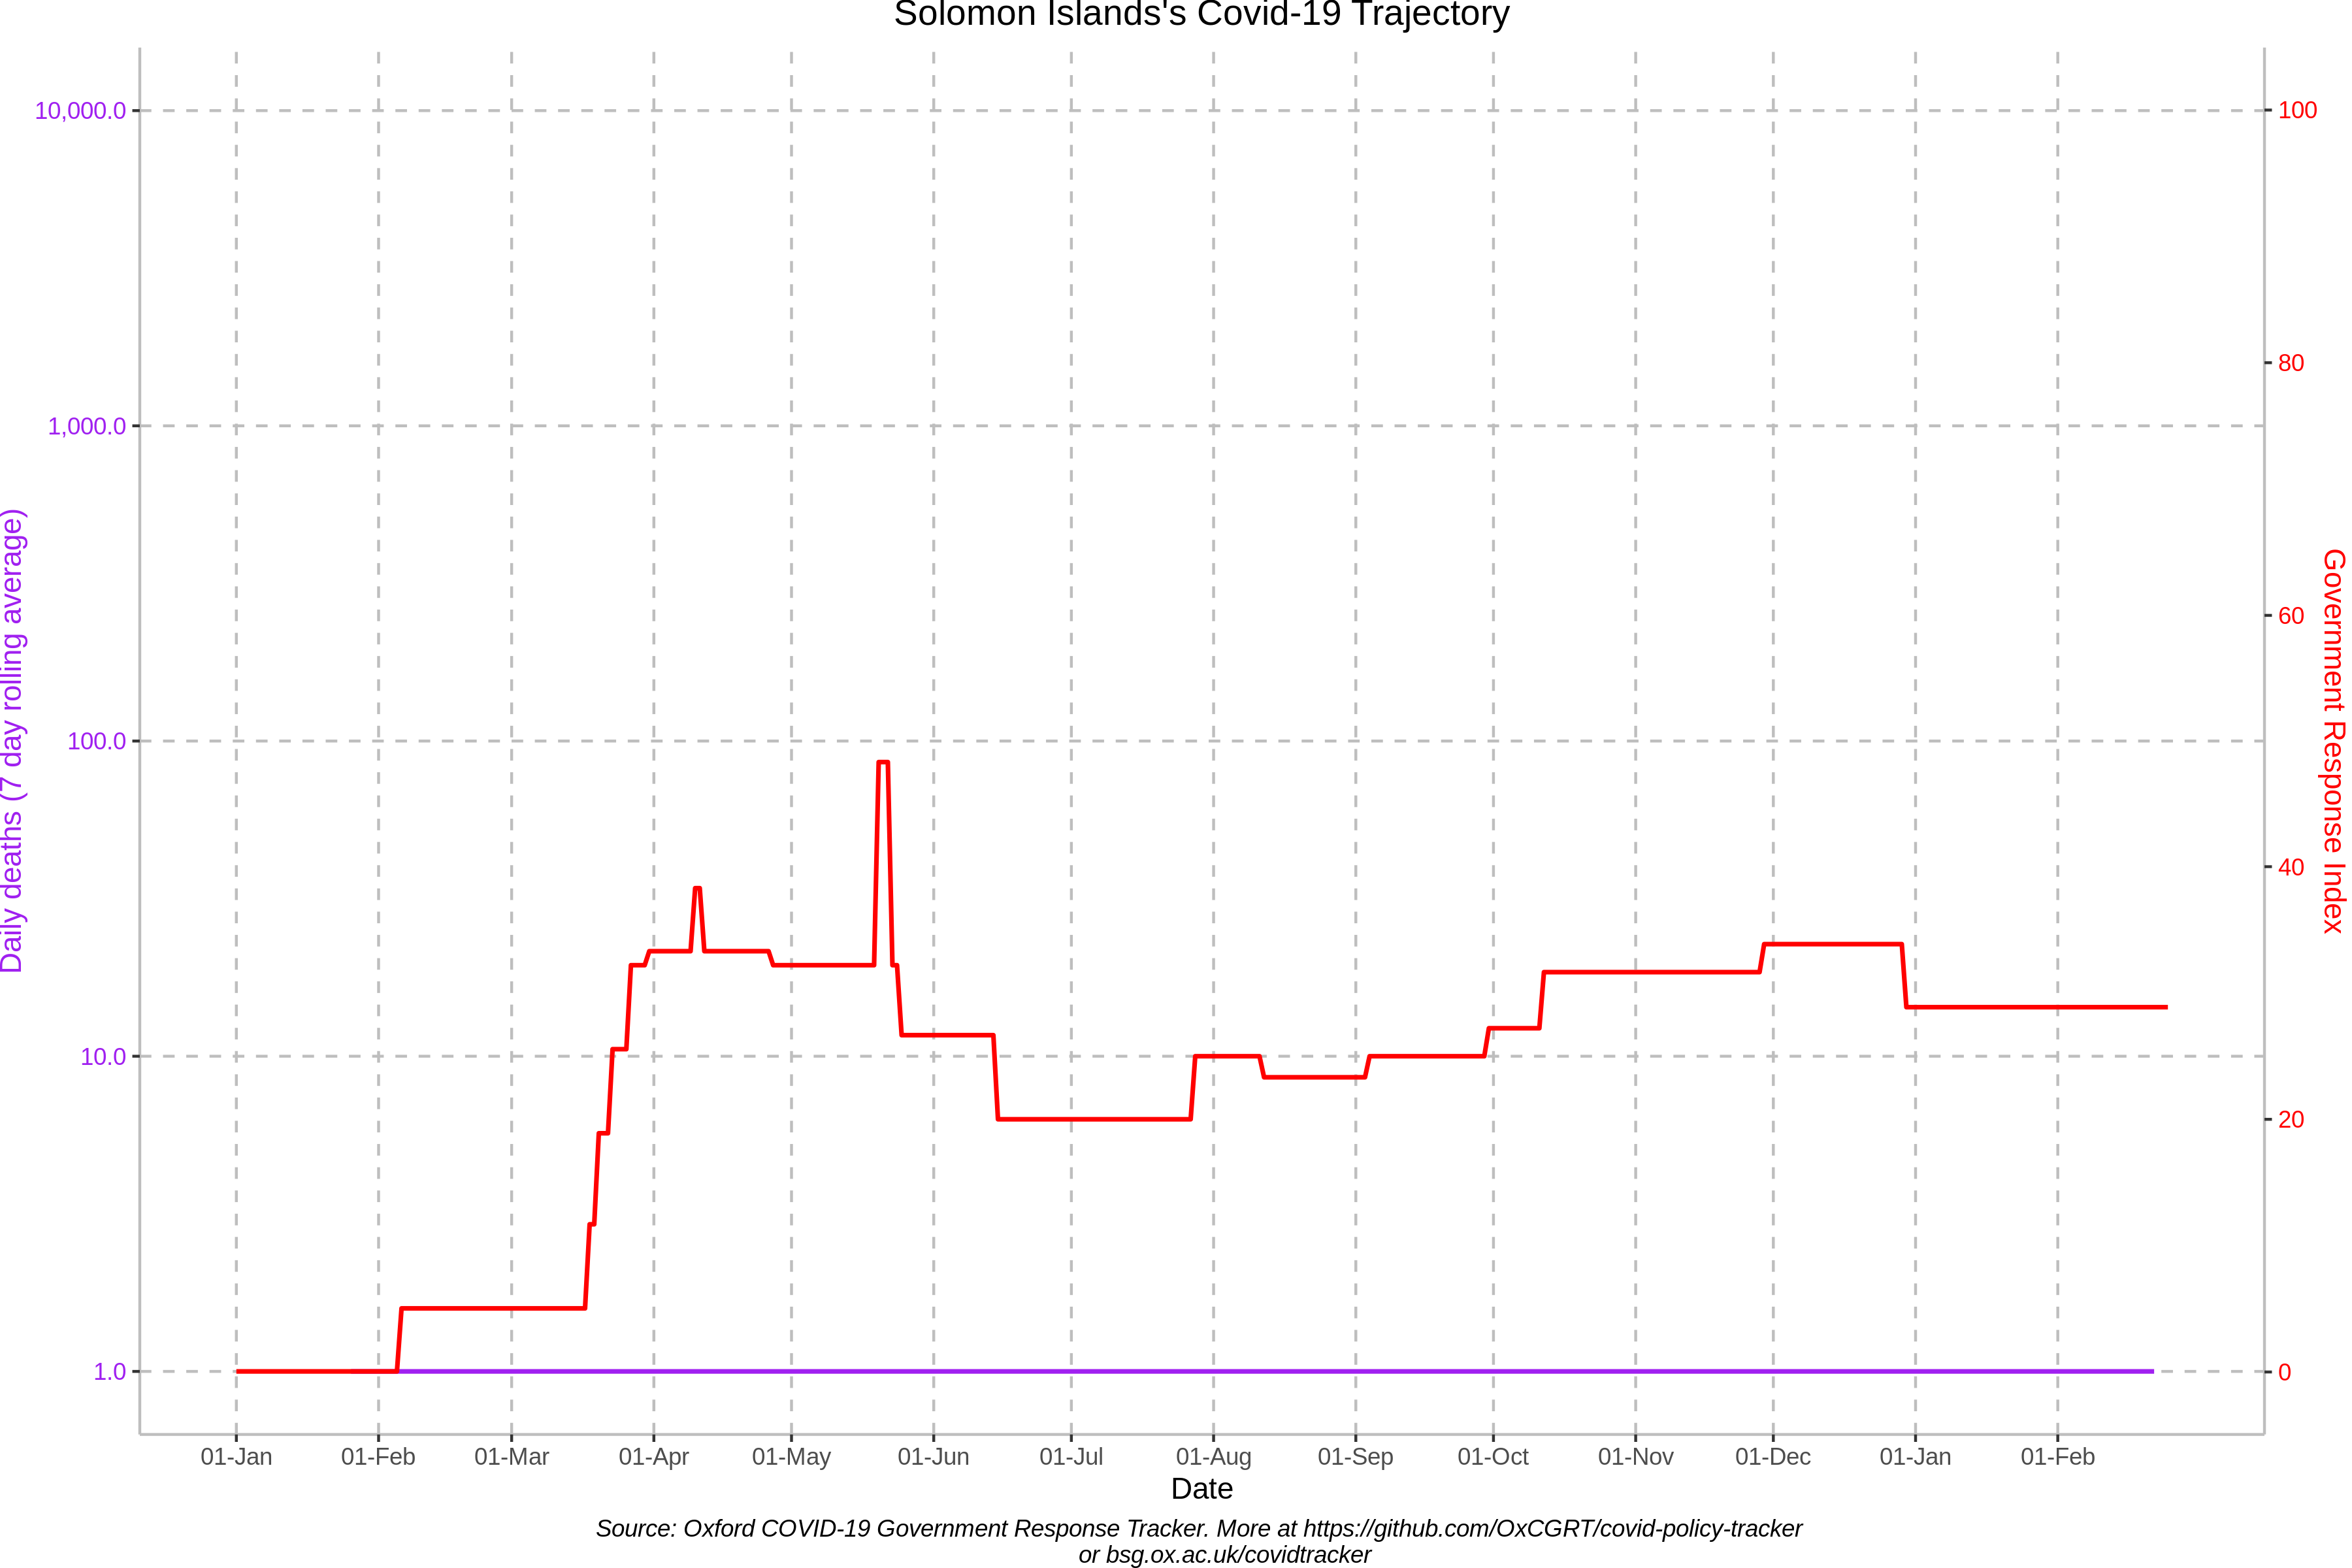 Solomon Islands's Covid-19 Trajectory
10,000.0
1,000.0
100.0
10.0
1.0
Daily deaths (7 day rolling average)
100
80
60
40
20
0
Government Response Index
01-Jan 01-Feb 01-Mar 01-Apr 01-May 01-Jun 01-Jul 01-Aug 01-Sep 01-Oct 01-Nov 01-Dec 01-Jan 01-Feb
Date
Source: Oxford COVID-19 Government Response Tracker. More at https://github.com/OxCGRT/covid-policy-tracker
or bsg.ox.ac.uk/covidtracker